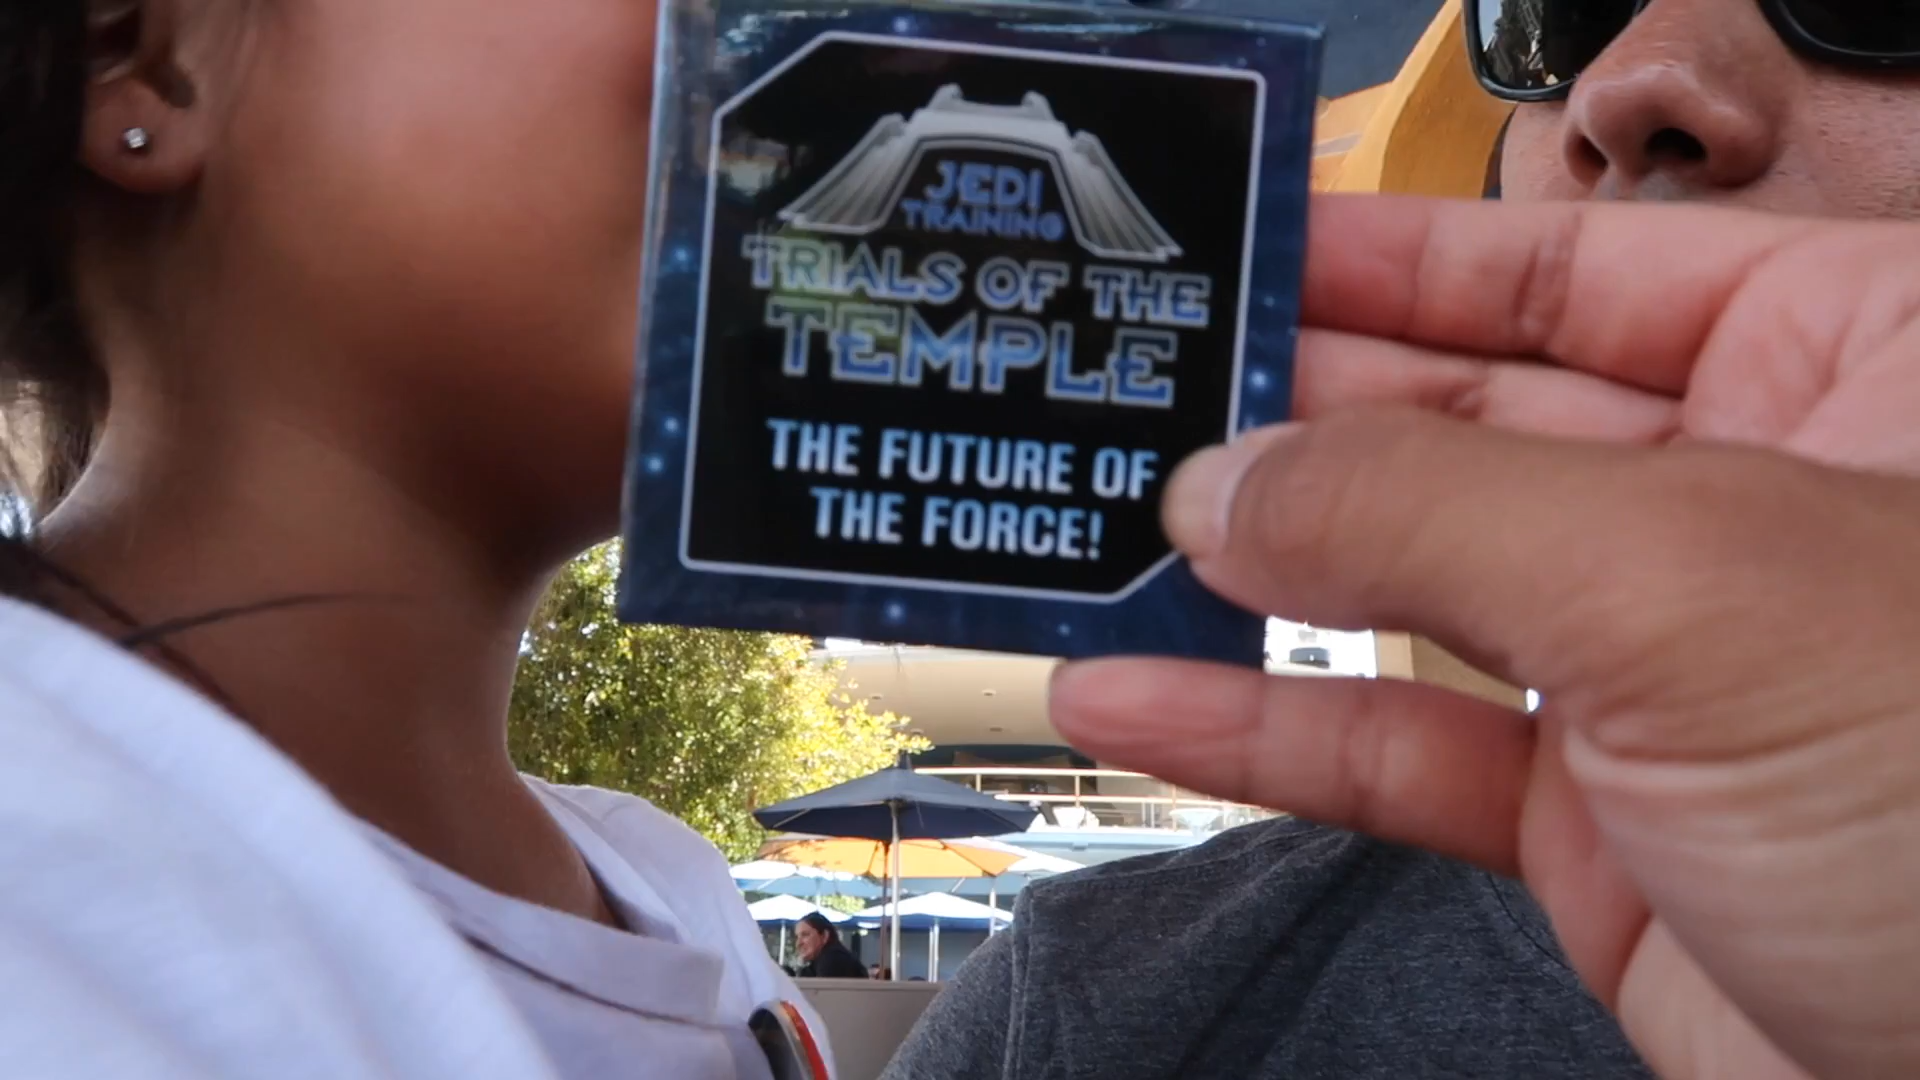 JEDI
TRAINING
TRIALS OF THE
TEMPLE
THE FUTURE OF
THE FORCE!